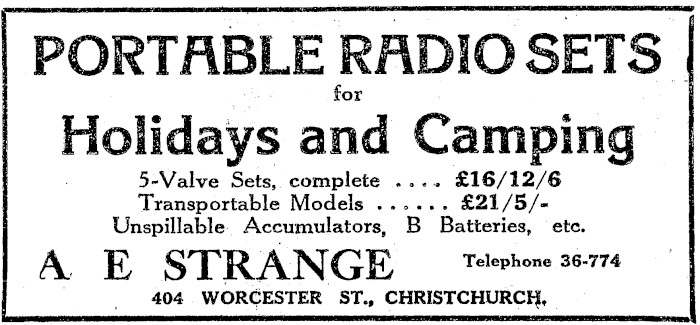 PORTABLE RADIO SETS
for
Holidays and Camping
5-Valve Sets, complete .... £16/12/6
Transportable Models ...... £21/5/-
Unspillable Accumulators, B Batteries, etc.
A E STRANGE Telephone 36-774
404 WORCESTER ST., CHRISTCHURCH.